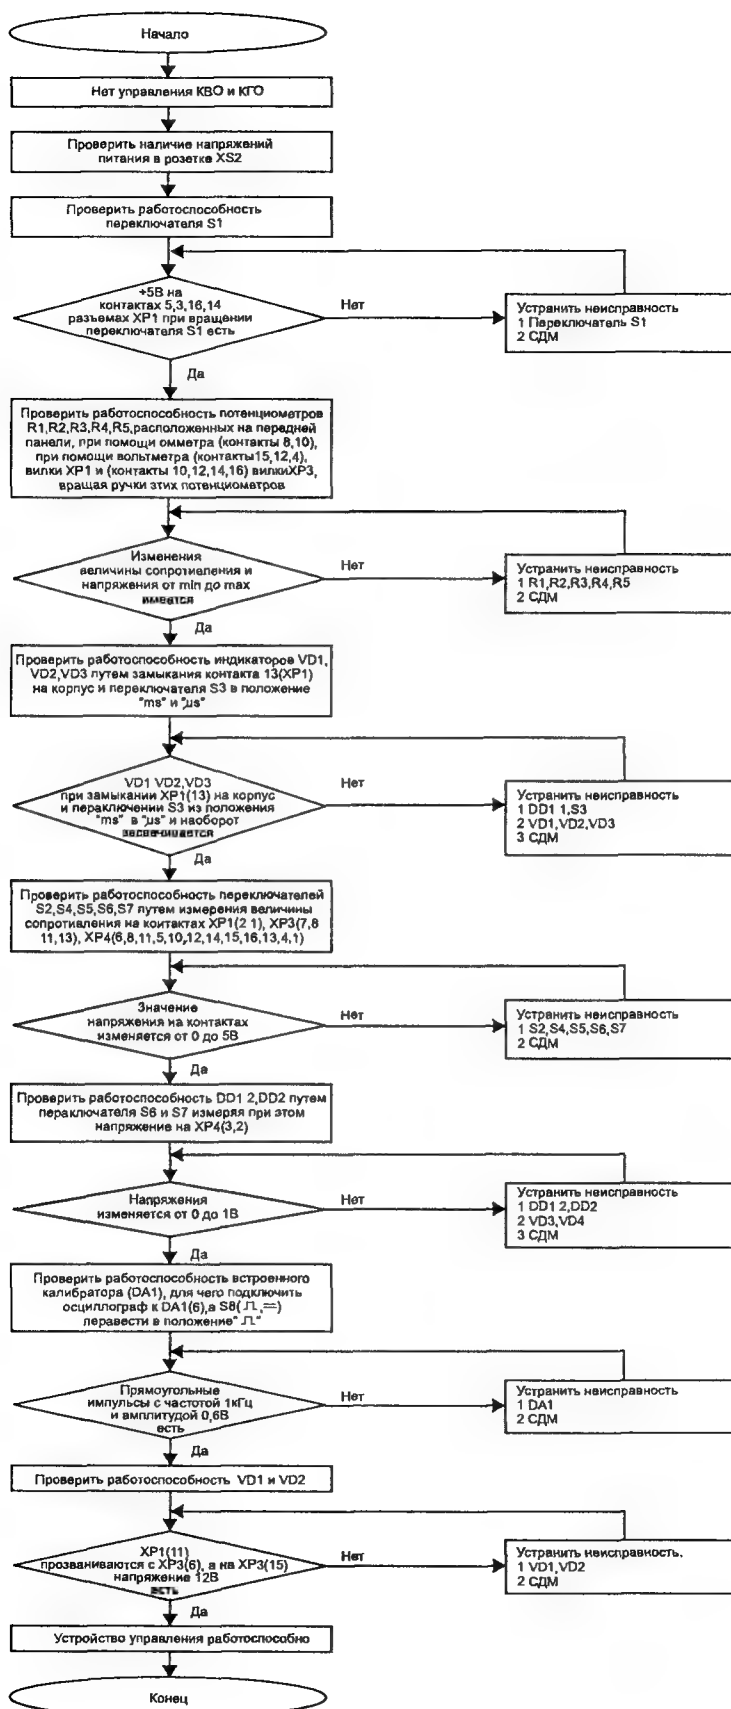 Начало
Нет управления КВО и КГО
Проверить наличие напряжений
питания в розетке XS2
Проверить работоспособность
переключателя S1
+5В на
контактах 5,3,16,14
разъемах XP1 при вращении
переключателя S1 есть
Нет
Устранить неисправность
1 Переключатель S1
2 СДМ
Да
Проверить работоспособность потенциометров
R1,R2,R3,R4,R5,расположенных на передней
панели, при помощи омметра (контакты 8,10),
при помощи вольтметра (контакты15,12,4),
вилки XP1 и (контакты 10,12,14,16) вилкиXP3,
вращая ручки этих потенциометров
Изменения
величины сопротивления и
напряжения от min до max
имеется
Нет
Устранить неисправность
1 R1,R2,R3,R4,R5
2 СДМ
Да
Проверить работоспособность индикаторов VD1,
VD2,VD3 путем замыкания контакта 13(XP1)
на корпус и переключателя S3 в положение
"ms" и "µs"
VD1 VD2,VD3
при замыкании XP1(13) на корпус
и переключении S3 из положения
"ms" в "µs" и наоборот
засвечивается
Нет
Устранить неисправность
1 DD1 1,S3
2 VD1,VD2,VD3
3 СДМ
Да
Проверить работоспособность переключателей
S2,S4,S5,S6,S7 путем измерения величины
сопротивления на контактах XP1(2 1), XP3(7,8
11,13), XP4(6,8,11,5,10,12,14,15,16,13,4,1)
Значение
напряжения на контактах
изменяется от 0 до 5В
Нет
Устранить неисправность
1 S2,S4,S5,S6,S7
2 СДМ
Да
Проверить работоспособность DD1 2,DD2 путем
переключателя S6 и S7 измеряя при этом
напряжение на XP4(3,2)
Напряжения
изменяется от 0 до 1В
Нет
Устранить неисправность
1 DD1 2,DD2
2 VD3,VD4
3 СДМ
Да
Проверить работоспособность встроенного
калибратора (DA1), для чего подключить
осциллограф к DA1(6),а S8(⎍,=)
перевести в положение"⎍"
Прямоугольные
импульсы с частотой 1кГц
и амплитудой 0,6В
есть
Нет
Устранить неисправность
1 DA1
2 СДМ
Да
Проверить работоспособность VD1 и VD2
XP1(11)
прозваниваются с XP3(6), а на XP3(15)
напряжение 12В
есть
Нет
Устранить неисправность.
1 VD1,VD2
2 СДМ
Да
Устройство управления работоспособно
Конец